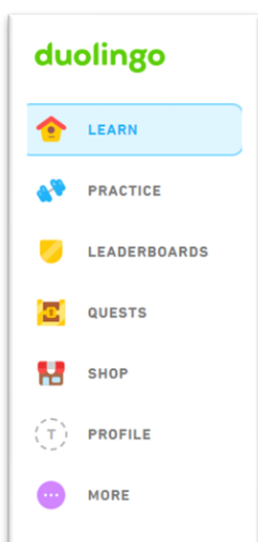 duolingo
LEARN
PRACTICE
LEADERBOARDS
QUESTS
SHOP
T PROFILE
MORE